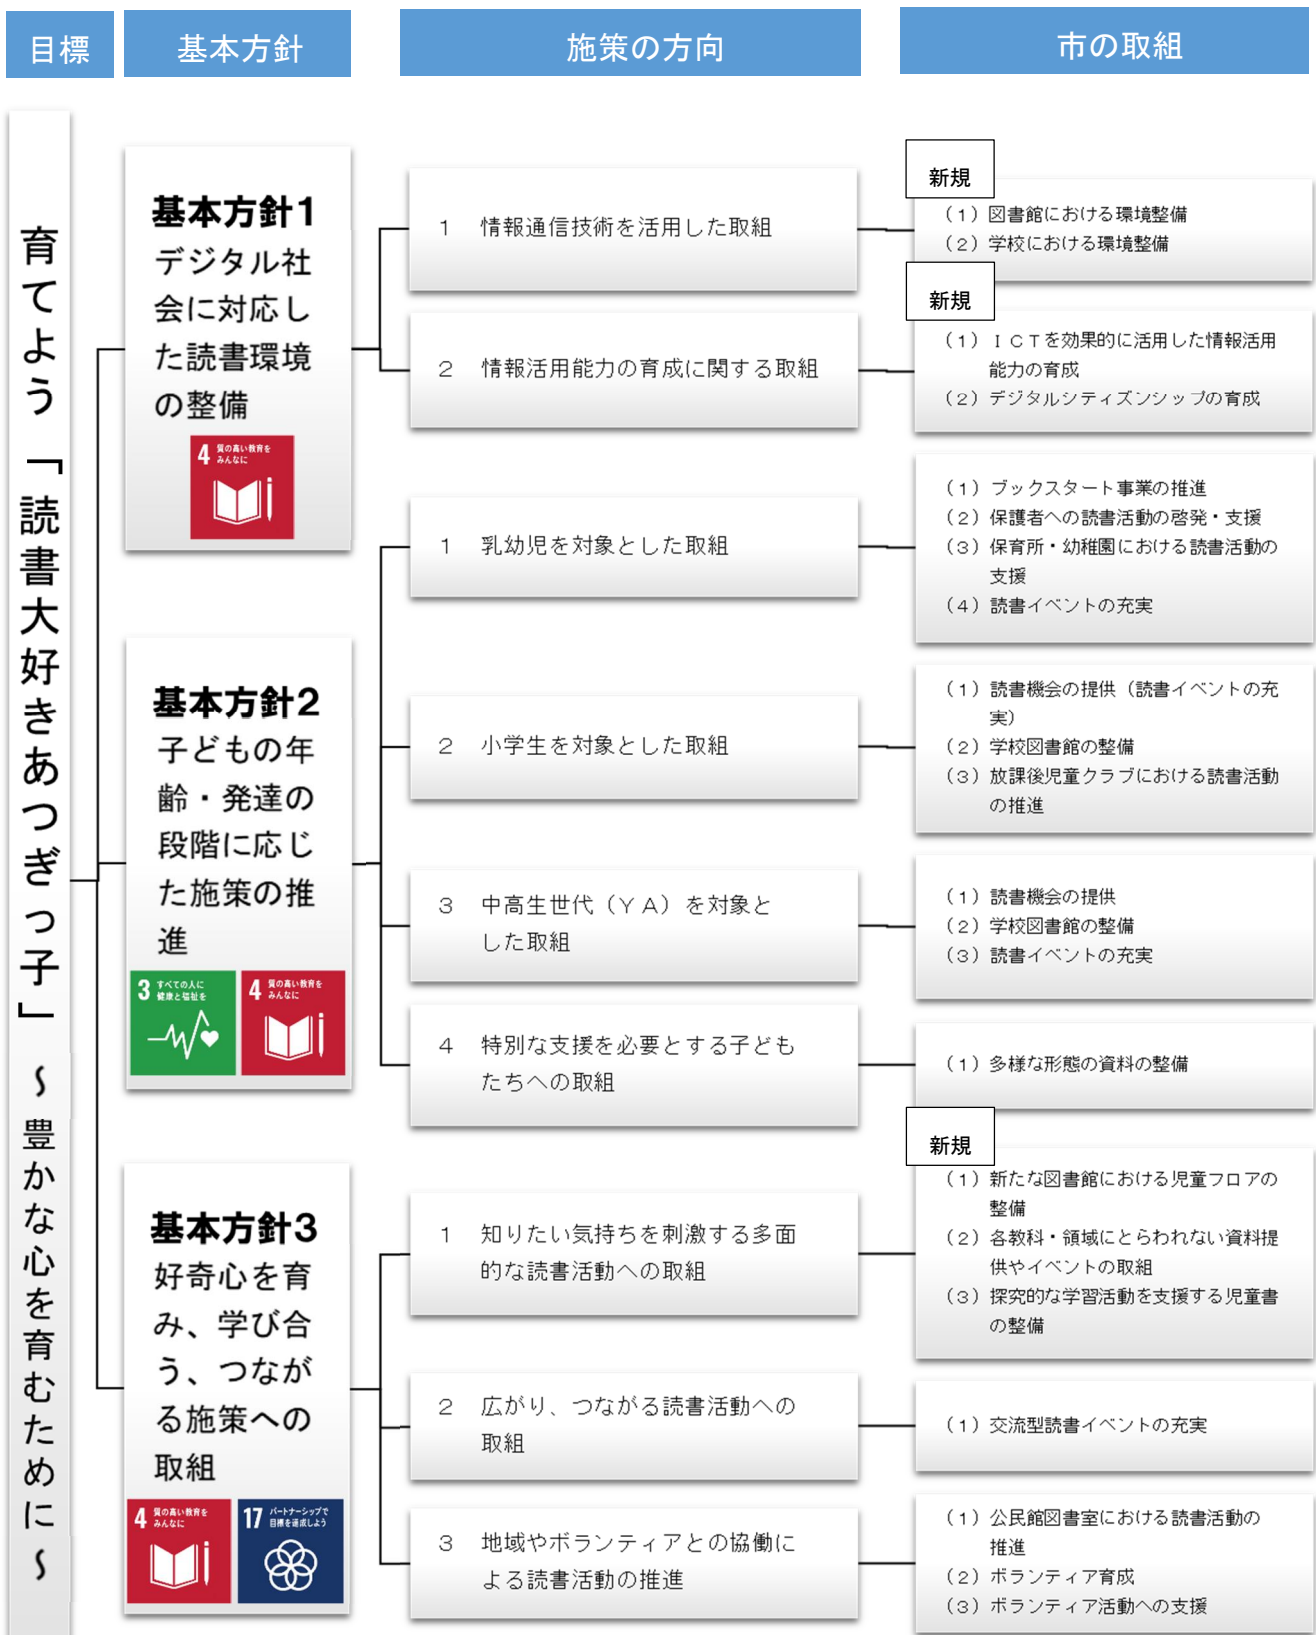 目標
基本方針
施策の方向
市の取組
育てよう「読書大好きあつぎっ子」~豊かな心を育むために~
基本方針1
デジタル社
会に対応し
た読書環境
の整備
4 質の高い教育を
みんなに
1 情報通信技術を活用した取組
新規
(1)図書館における環境整備
(2)学校における環境整備
2 情報活用能力の育成に関する取組
新規
(1)ICTを効果的に活用した情報活用
能力の育成
(2)デジタルシティズンシップの育成
基本方針2
子どもの年
齢・発達の
段階に応じ
た施策の推
進
3 すべての人に
健康と福祉を
4 質の高い教育を
みんなに
1 乳幼児を対象とした取組
(1)ブックスタート事業の推進
(2)保護者への読書活動の啓発・支援
(3)保育所・幼稚園における読書活動の
支援
(4)読書イベントの充実
2 小学生を対象とした取組
(1)読書機会の提供(読書イベントの充
実)
(2)学校図書館の整備
(3)放課後児童クラブにおける読書活動
の推進
3 中高生世代(YA)を対象と
した取組
(1)読書機会の提供
(2)学校図書館の整備
(3)読書イベントの充実
4 特別な支援を必要とする子ども
たちへの取組
(1)多様な形態の資料の整備
基本方針3
好奇心を育
み、学び合
う、つなが
る施策への
取組
4 質の高い教育を
みんなに
17 パートナーシップで
目標を達成しよう
1 知りたい気持ちを刺激する多面
的な読書活動への取組
新規
(1)新たな図書館における児童フロアの
整備
(2)各教科・領域にとらわれない資料提
供やイベントの取組
(3)探究的な学習活動を支援する児童書
の整備
2 広がり、つながる読書活動への
取組
(1)交流型読書イベントの充実
3 地域やボランティアとの協働に
よる読書活動の推進
(1)公民館図書室における読書活動の
推進
(2)ボランティア育成
(3)ボランティア活動への支援